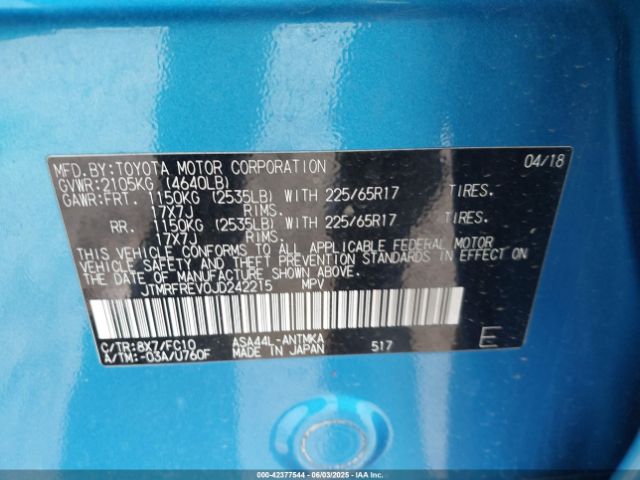 MFD.BY:TOYOTA MOTOR CORPORATION 04/18
GVWR:2105KG (4640LB)
GAWR:FRT. 1150KG (2535LB) WITH 225/65R17 TIRES.
17X7J RIMS.
RR. 1150KG (2535LB) WITH 225/65R17 TIRES.
17X7J RIMS.
THIS VEHICLE CONFORMS TO ALL APPLICABLE FEDERAL MOTOR
VEHICLE SAFETY AND THEFT PREVENTION STANDARDS IN EFFECT ON
THE DATE OF MANUFACTURE SHOWN ABOVE.
JTMRFREV0JD242215 MPV
C/TR:8X7/FC10 ASA44L-ANTMKA
A/TM:-03A/U760F MADE IN JAPAN 517 E
000-42377544 - 06/03/2025 - IAAI.COM